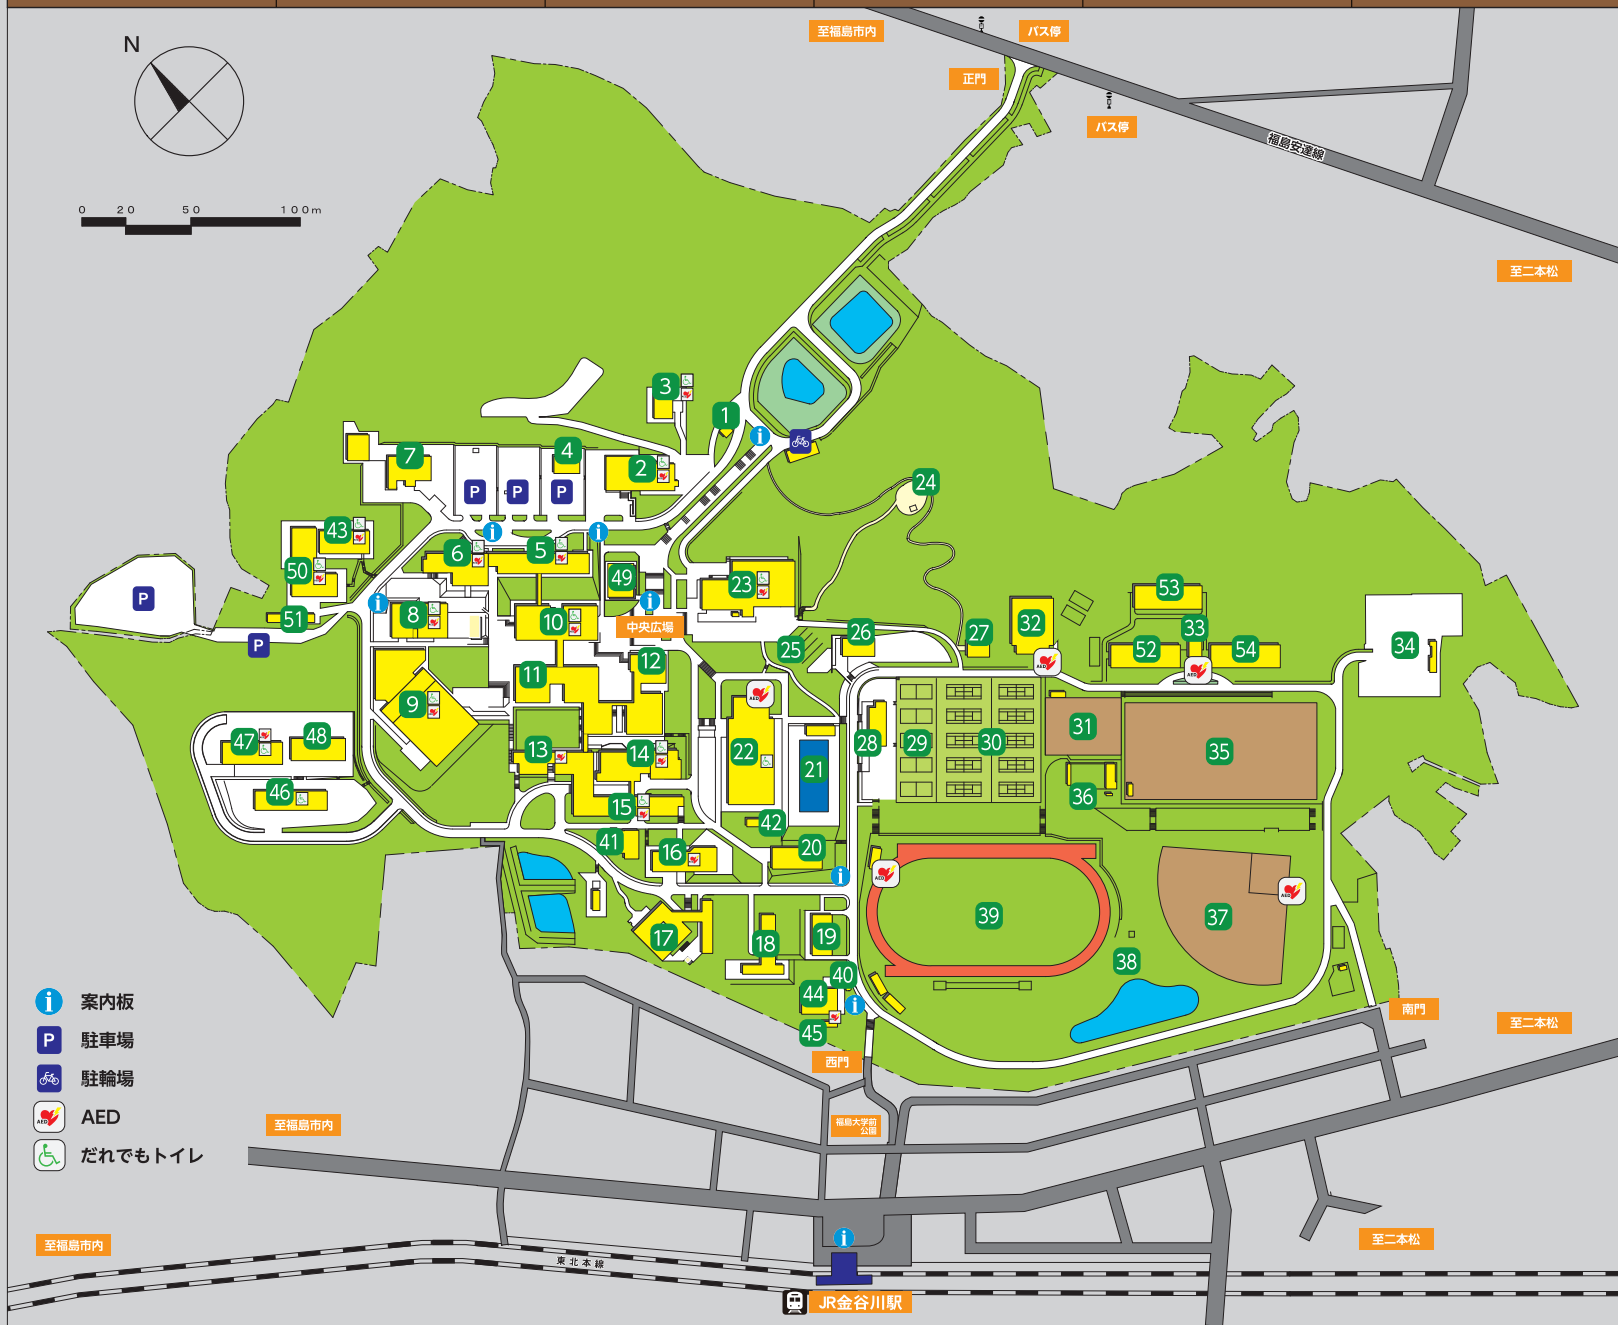 至福島市内
バス停
正門
N
バス停
福島安達線
0 20 50 100m
至二本松
3
1
i
7
4
2
P
P
P
24
43
i
i
6
5
50
49
23
53
P
i
i
8
51
10
中央広場
26
27
32
33
25
52
54
34
P
12
11
AED
AED
9
AED
31
47
48
13
14
22
28
29
30
35
21
46
15
36
42
41
16
20
i
AED
AED
39
37
17
18
19
38
40
i
44
案内板
i
南門
至二本松
45
P
駐車場
西門
駐輪場
AED
AED
至福島市内
福島大学前
公園
だれでもトイレ
至福島市内
i
至二本松
東北本線
JR金谷川駅